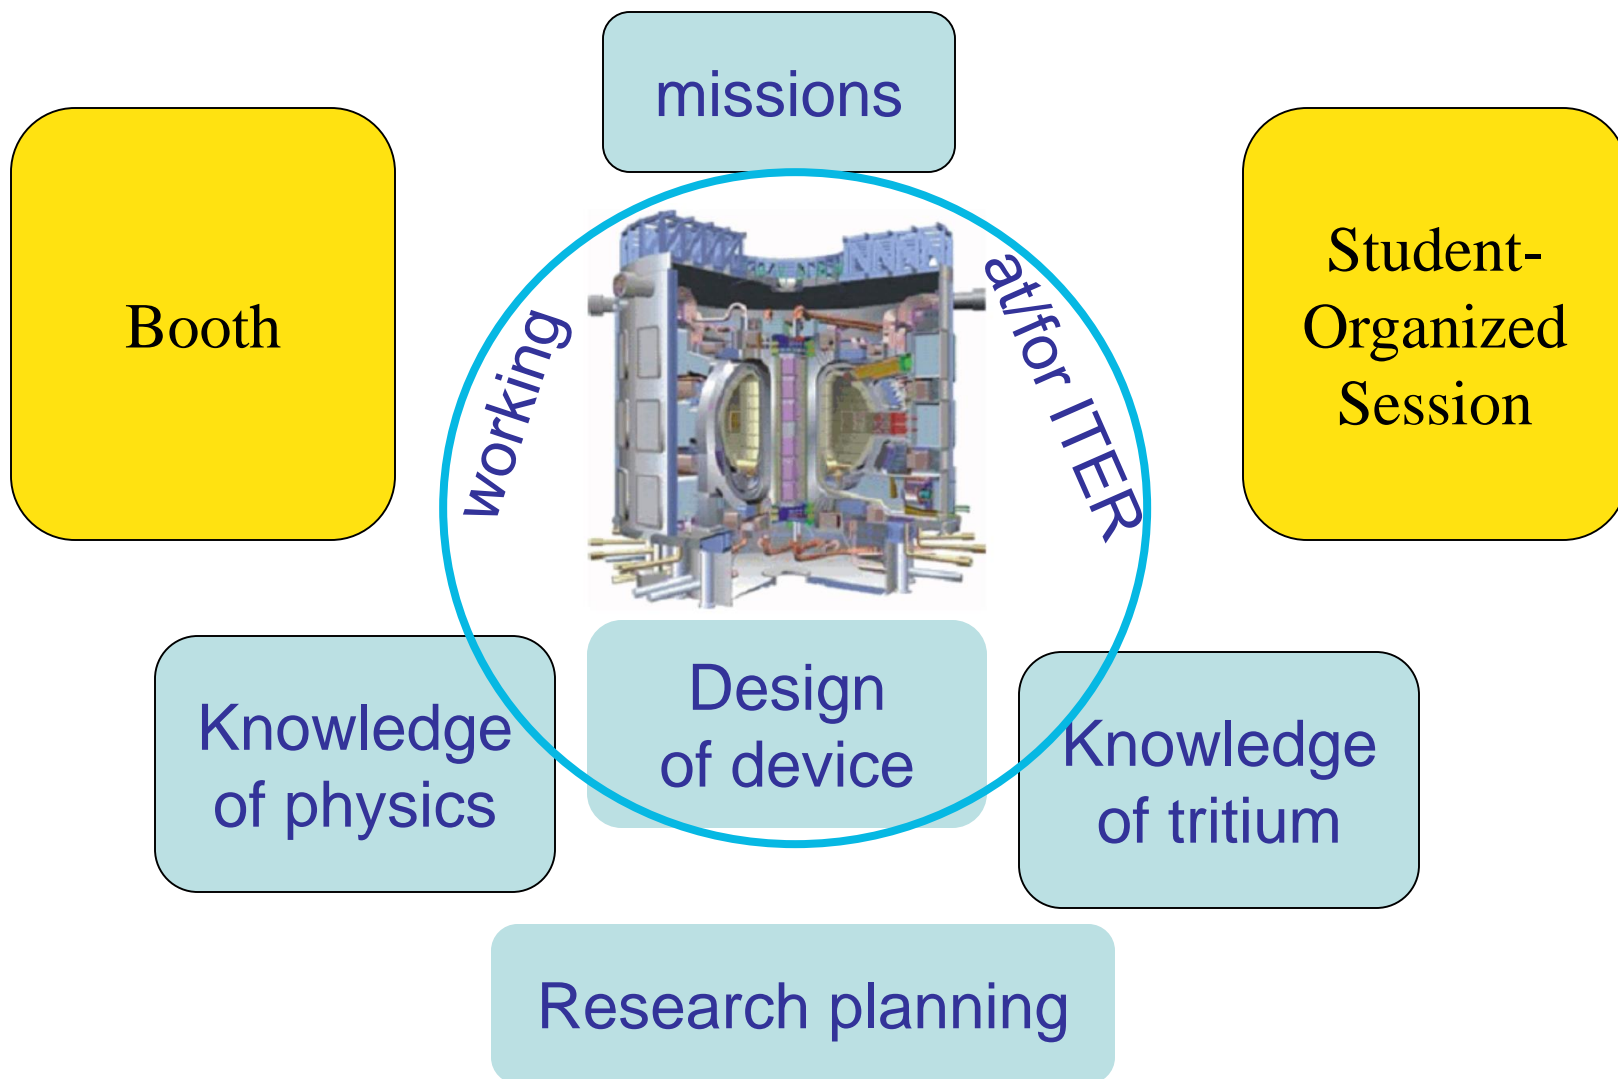 missions
Booth
working
at/for ITER
Student-
Organized
Session
Knowledge
of physics
Design
of device
Knowledge
of tritium
Research planning